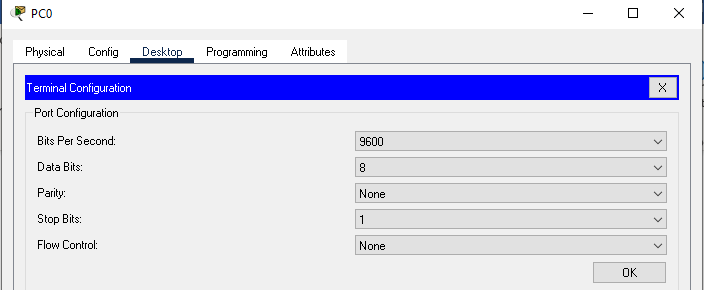 PC0
Physical Config Desktop Programming Attributes
Terminal Configuration X
Port Configuration
Bits Per Second: 9600
Data Bits: 8
Parity: None
Stop Bits: 1
Flow Control: None
OK